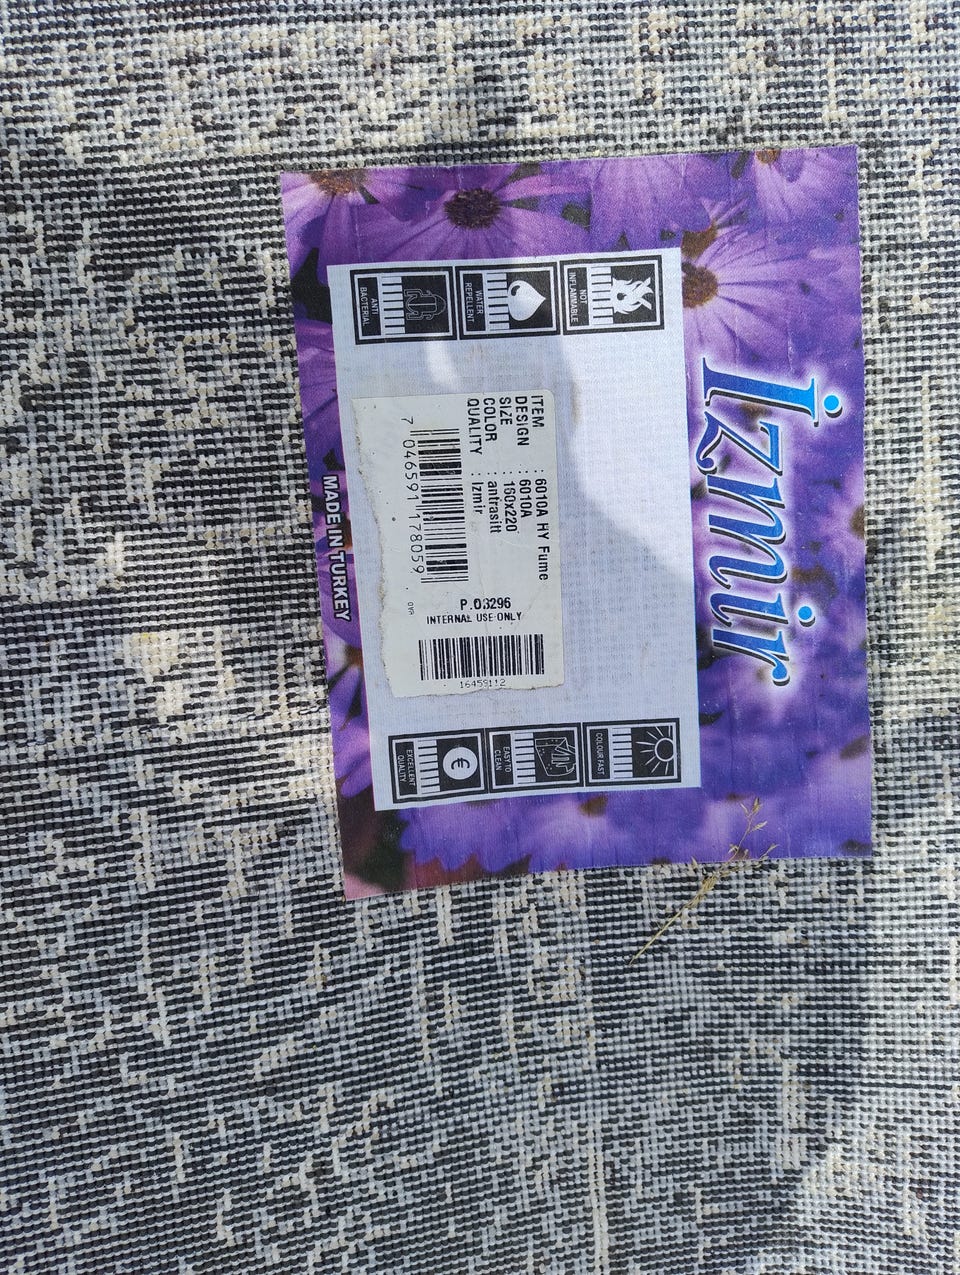 İzmir
NOT
INFLAMMABLE
WATER
REPELLENT
ANTI
BACTERIAL
ITEM : 6010A HY Fume
DESIGN : 6010A
SIZE : 160x220
COLOR : antrasitt
QUALITY : Izmir
7 046591 178059
P.03296
INTERNAL USE ONLY
16459112
COLOUR FAST
EASY TO
CLEAN
€
EXCELLENT
QUALITY
MADE IN TURKEY